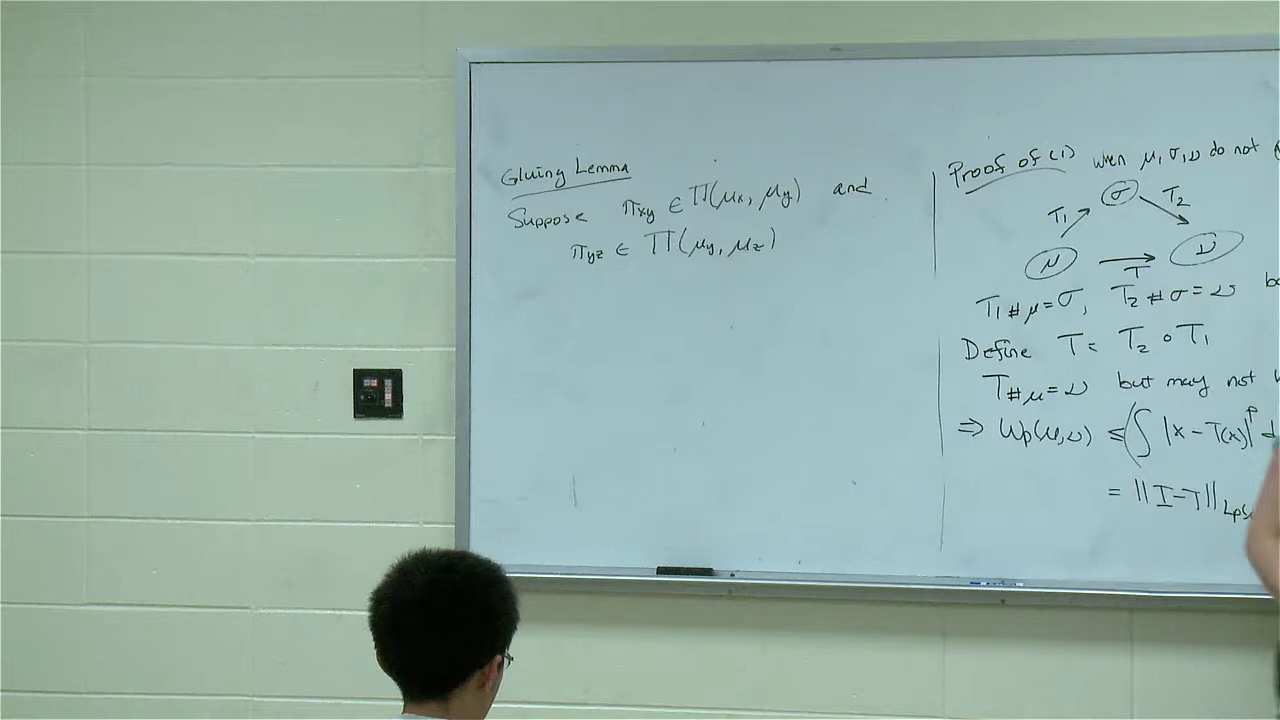 Gluing Lemma
Suppose πxy ∈ Π(μx, μy) and
πyz ∈ Π(μy, μz)
Proof of (1) when μ, σ, ν do not
σ
T₁ T₂
μ ν
T
T₁#μ = σ, T₂#σ = ν
Define T = T₂ ∘ T₁
T#μ = ν but may not
⇒ Wp(μ,ν) ≤ (∫ |x - T(x)|^p d
= ||I - T||